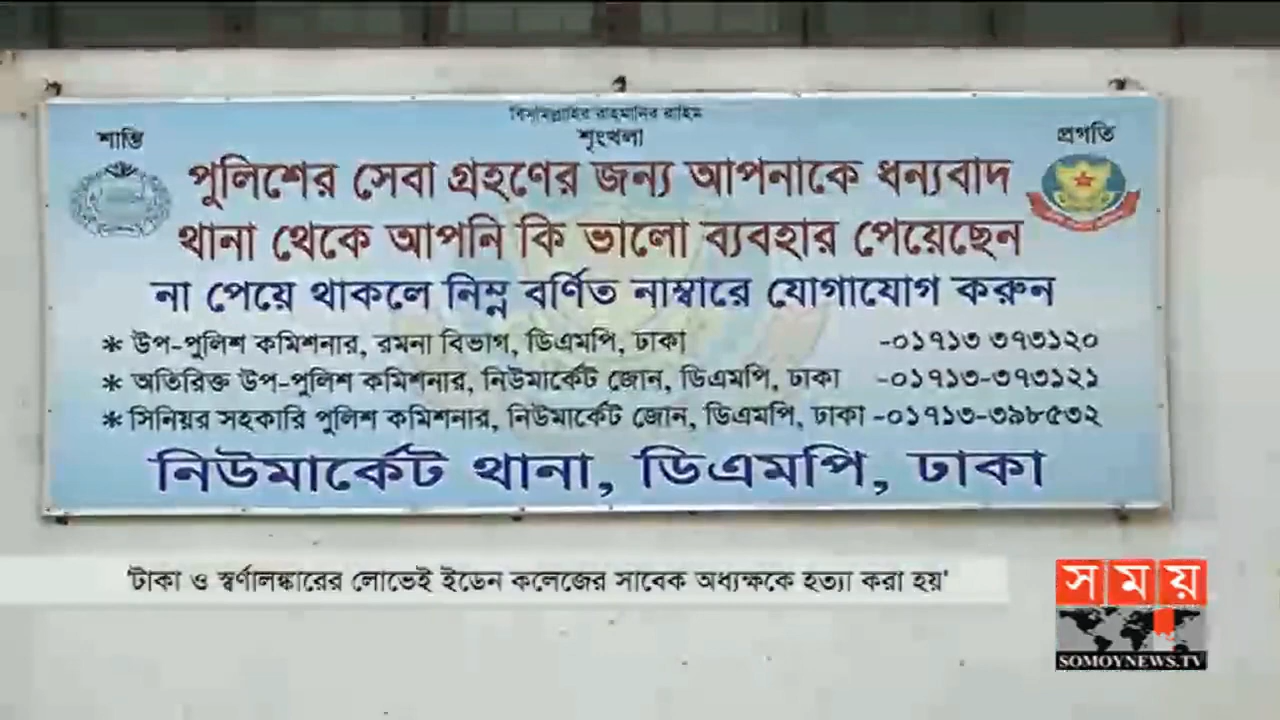 বিসমিল্লাহির রাহমানির রাহিম
শান্তি শৃংখলা প্রগতি
পুলিশের সেবা গ্রহণের জন্য আপনাকে ধন্যবাদ
থানা থেকে আপনি কি ভালো ব্যবহার পেয়েছেন
না পেয়ে থাকলে নিম্ন বর্ণিত নাম্বারে যোগাযোগ করুন
* উপ-পুলিশ কমিশনার, রমনা বিভাগ, ডিএমপি, ঢাকা -০১৭১৩ ৩৭৩১২০
* অতিরিক্ত উপ-পুলিশ কমিশনার, নিউমার্কেট জোন, ডিএমপি, ঢাকা -০১৭১৩-৩৭৩১২১
* সিনিয়র সহকারি পুলিশ কমিশনার, নিউমার্কেট জোন, ডিএমপি, ঢাকা -০১৭১৩-৩৯৮৫৩২
নিউমার্কেট থানা, ডিএমপি, ঢাকা
'টাকা ও স্বর্ণালঙ্কারের লোভেই ইডেন কলেজের সাবেক অধ্যক্ষকে হত্যা করা হয়'
সময়
SOMOYNEWS.TV